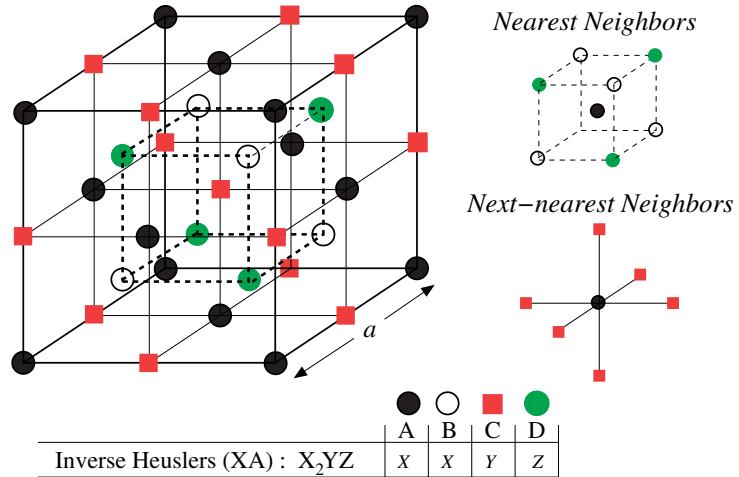 Nearest Neighbors
Next-nearest Neighbors
a
A B C D
Inverse Heuslers (XA) : X₂YZ X X Y Z